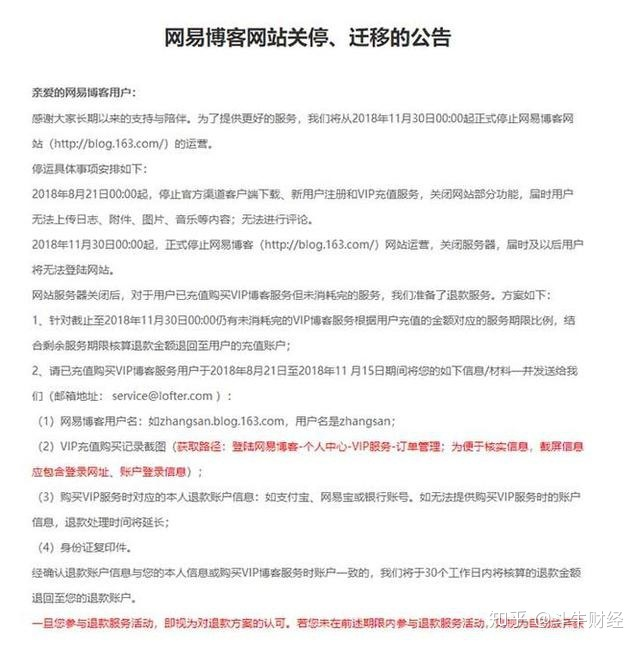 网易博客网站关停、迁移的公告
亲爱的网易博客用户：
感谢大家长期以来的支持与陪伴。为了提供更好的服务，我们将从2018年11月30日00:00起正式停止网易博客网
站（http://blog.163.com/）的运营。
停运具体事项安排如下：
2018年8月21日00:00起，停止官方渠道客户端下载、新用户注册和VIP充值服务，关闭网站部分功能，届时用户
无法上传日志、附件、图片、音乐等内容；无法进行评论。
2018年11月30日00:00起，正式停止网易博客（http://blog.163.com/）网站运营，关闭服务器，届时及以后用户
将无法登陆网站。
网站服务器关闭后，对于用户已充值购买VIP博客服务但未消耗完的服务，我们准备了退款服务。方案如下：
1、针对截止至2018年11月30日00:00仍有未消耗完的VIP博客服务根据用户充值的金额对应的服务期限比例，结
合剩余服务期限核算退款金额退回至用户的充值账户；
2、请已充值购买VIP博客服务用户于2018年8月21日至2018年11 月15日期间将您的如下信息/材料一并发送给我
们（邮箱地址： service@lofter.com ）：
（1）网易博客用户名：如zhangsan.blog.163.com，用户名是zhangsan；
（2）VIP充值购买记录截图（获取路径：登陆网易博客-个人中心-VIP服务-订单管理；为便于核实信息，截屏信息
应包含登录网址、账户登录信息）；
（3）购买VIP服务时对应的本人退款账户信息：如支付宝、网易宝或银行账号。如无法提供购买VIP服务时的账户
信息，退款处理时间将延长；
（4）身份证复印件。
经确认退款账户信息与您的本人信息或购买VIP博客服务时账户一致的，我们将于30个工作日内将核算的退款金额
退回至您的退款账户。
一旦您参与退款服务活动，即视为对退款方案的认可。若您未在前述期限内参与退款服务活动，
知乎 @斗牛财经